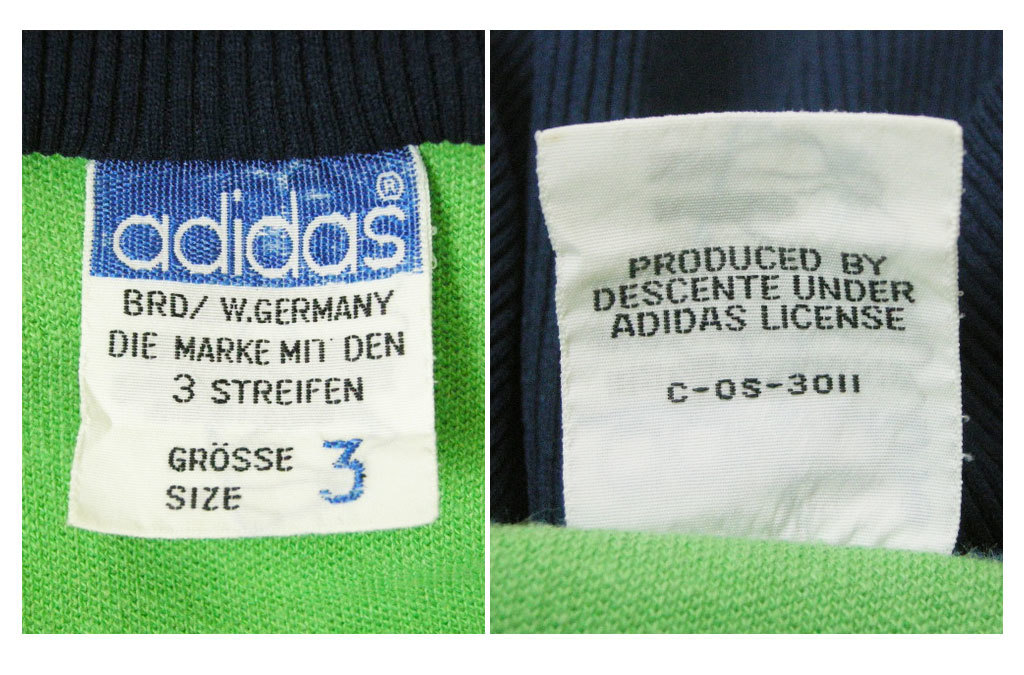 adidas®
BRD/ W.GERMANY
DIE MARKE MIT DEN
3 STREIFEN
GRÖSSE
SIZE 3
PRODUCED BY
DESCENTE UNDER
ADIDAS LICENSE
C-OS-3011